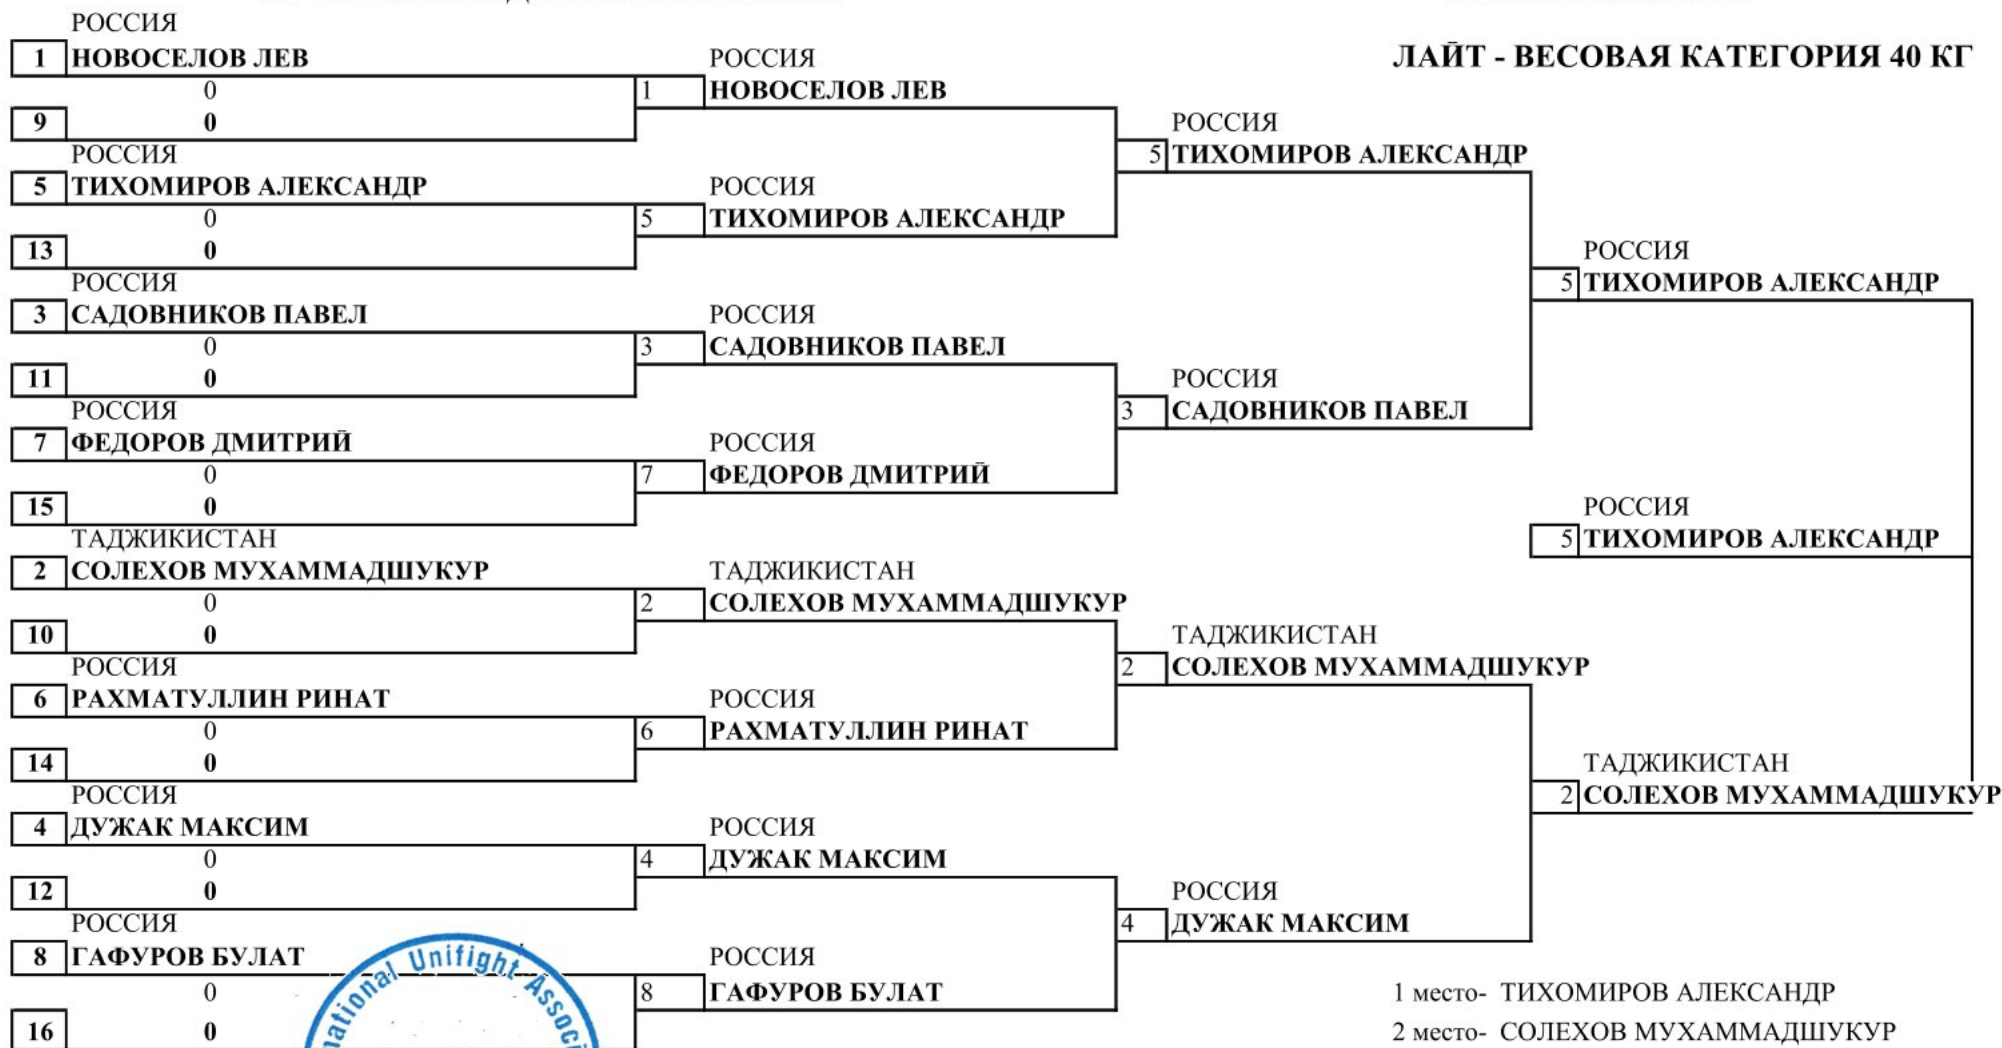 РОССИЯ
1 НОВОСЕЛОВ ЛЕВ
0
9 0
РОССИЯ
5 ТИХОМИРОВ АЛЕКСАНДР
0
13 0
РОССИЯ
3 САДОВНИКОВ ПАВЕЛ
0
11 0
РОССИЯ
7 ФЕДОРОВ ДМИТРИЙ
0
15 0
ТАДЖИКИСТАН
2 СОЛЕХОВ МУХАММАДШУКУР
0
10 0
РОССИЯ
6 РАХМАТУЛЛИН РИНАТ
0
14 0
РОССИЯ
4 ДУЖАК МАКСИМ
0
12 0
РОССИЯ
8 ГАФУРОВ БУЛАТ
0
16 0
РОССИЯ
1 НОВОСЕЛОВ ЛЕВ
РОССИЯ
5 ТИХОМИРОВ АЛЕКСАНДР
РОССИЯ
3 САДОВНИКОВ ПАВЕЛ
РОССИЯ
7 ФЕДОРОВ ДМИТРИЙ
ТАДЖИКИСТАН
2 СОЛЕХОВ МУХАММАДШУКУР
РОССИЯ
6 РАХМАТУЛЛИН РИНАТ
РОССИЯ
4 ДУЖАК МАКСИМ
РОССИЯ
8 ГАФУРОВ БУЛАТ
ЛАЙТ - ВЕСОВАЯ КАТЕГОРИЯ 40 КГ
РОССИЯ
5 ТИХОМИРОВ АЛЕКСАНДР
РОССИЯ
3 САДОВНИКОВ ПАВЕЛ
ТАДЖИКИСТАН
2 СОЛЕХОВ МУХАММАДШУКУР
РОССИЯ
4 ДУЖАК МАКСИМ
РОССИЯ
5 ТИХОМИРОВ АЛЕКСАНДР
РОССИЯ
5 ТИХОМИРОВ АЛЕКСАНДР
ТАДЖИКИСТАН
2 СОЛЕХОВ МУХАММАДШУКУР
1 место- ТИХОМИРОВ АЛЕКСАНДР
2 место- СОЛЕХОВ МУХАММАДШУКУР
Unifight